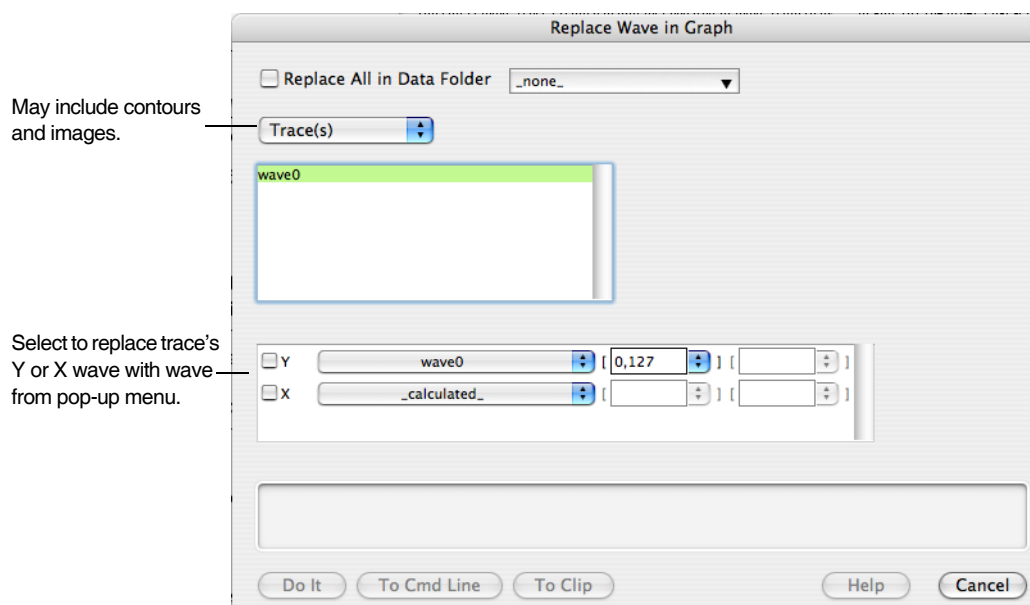 Replace Wave in Graph
Replace All in Data Folder _none_
May include contours
and images.
Trace(s)
wave0
Select to replace trace's
Y or X wave with wave
from pop-up menu.
Y wave0 [ 0,127 ] [ ]
X _calculated_ [ ] [ ]
Do It To Cmd Line To Clip Help Cancel